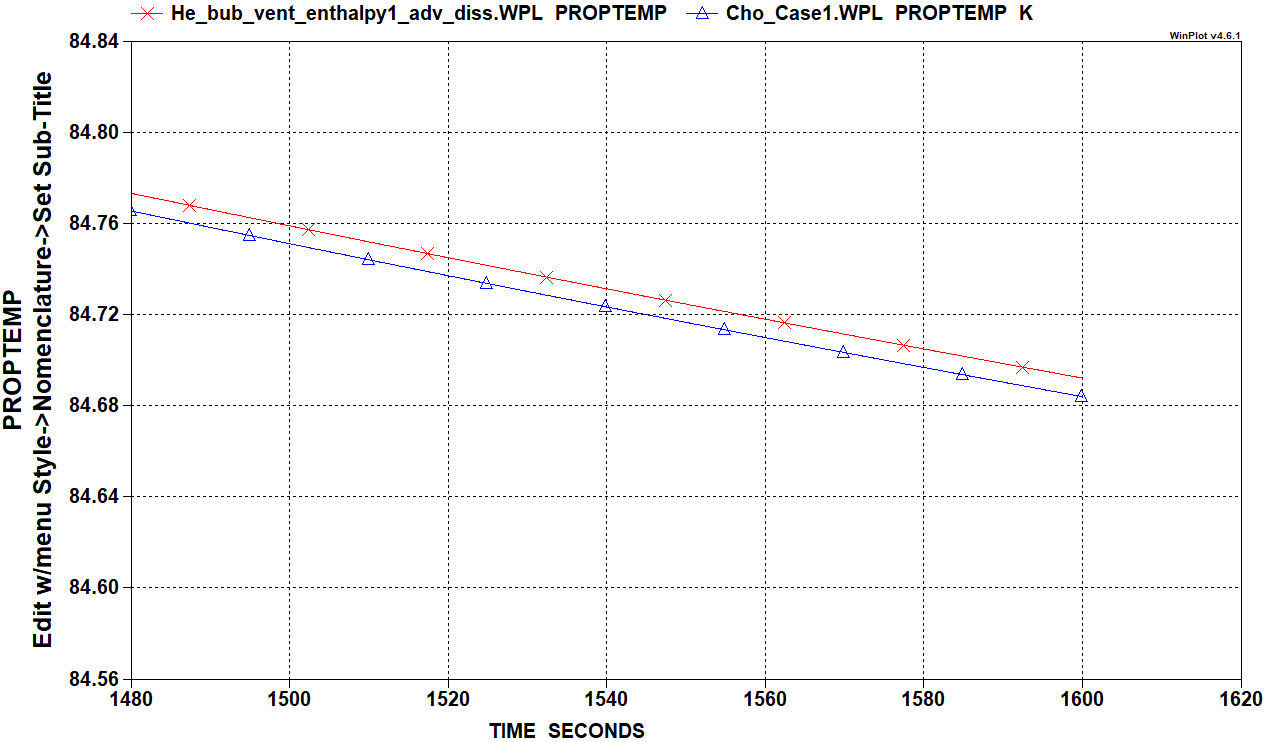 He_bub_vent_enthalpy1_adv_diss.WPL PROPTEMP
Cho_Case1.WPL PROPTEMP K
WinPlot v4.6.1
PROPTEMP
Edit w/menu Style->Nomenclature->Set Sub-Title
84.84
84.80
84.76
84.72
84.68
84.64
84.60
84.56
1480 1500 1520 1540 1560 1580 1600 1620
TIME SECONDS